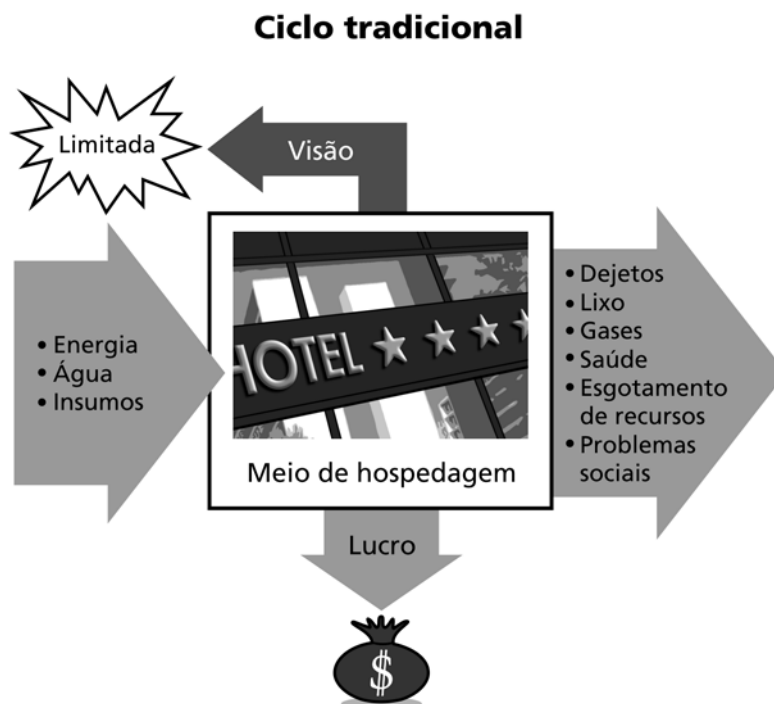 Ciclo tradicional
Limitada
Visão
• Energia
• Água
• Insumos
HOTEL
Meio de hospedagem
• Dejetos
• Lixo
• Gases
• Saúde
• Esgotamento
de recursos
• Problemas
sociais
Lucro
$